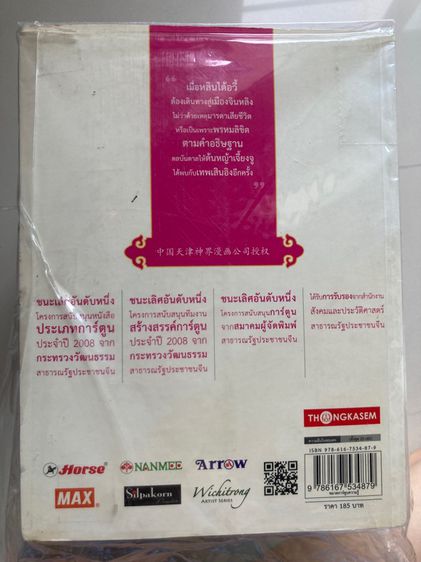 “
เมื่อหลินไต้อวี้
ต้องเดินทางสู่เมืองจินหลิง
ไม่ว่าด้วยเหตุมารดาเสียชีวิต
หรือเป็นเพราะพรหมลิขิต
ตามคำอธิษฐาน
ดลบันดาลให้ต้นหญ้าเจี้ยงจู
ได้พบกับเทพเสินอิงอีกครั้ง
”
中国天津神界漫画公司授权
ชนะเลิศอันดับหนึ่ง
โครงการสนับสนุนหนังสือ
ประเภทการ์ตูน
ประจำปี 2008 จาก
กระทรวงวัฒนธรรม
สาธารณรัฐประชาชนจีน
ชนะเลิศอันดับหนึ่ง
โครงการสนับสนุนทีมงาน
สร้างสรรค์การ์ตูน
ประจำปี 2008 จาก
กระทรวงวัฒนธรรม
สาธารณรัฐประชาชนจีน
ชนะเลิศอันดับหนึ่ง
โครงการสนับสนุนการ์ตูน
จากสมาคมผู้จัดพิมพ์
สาธารณรัฐประชาชนจีน
ได้รับการรับรองจากสำนักงาน
สังคมและประวัติศาสตร์
สาธารณรัฐประชาชนจีน
THONGKASEM
ISBN 978-616-7534-87-9
9 786167 534879
ราคา 185 บาท
Horse
NANMEE
ARROW
MAX
Silpakorn
Wichitrong
ARTIST SERIES